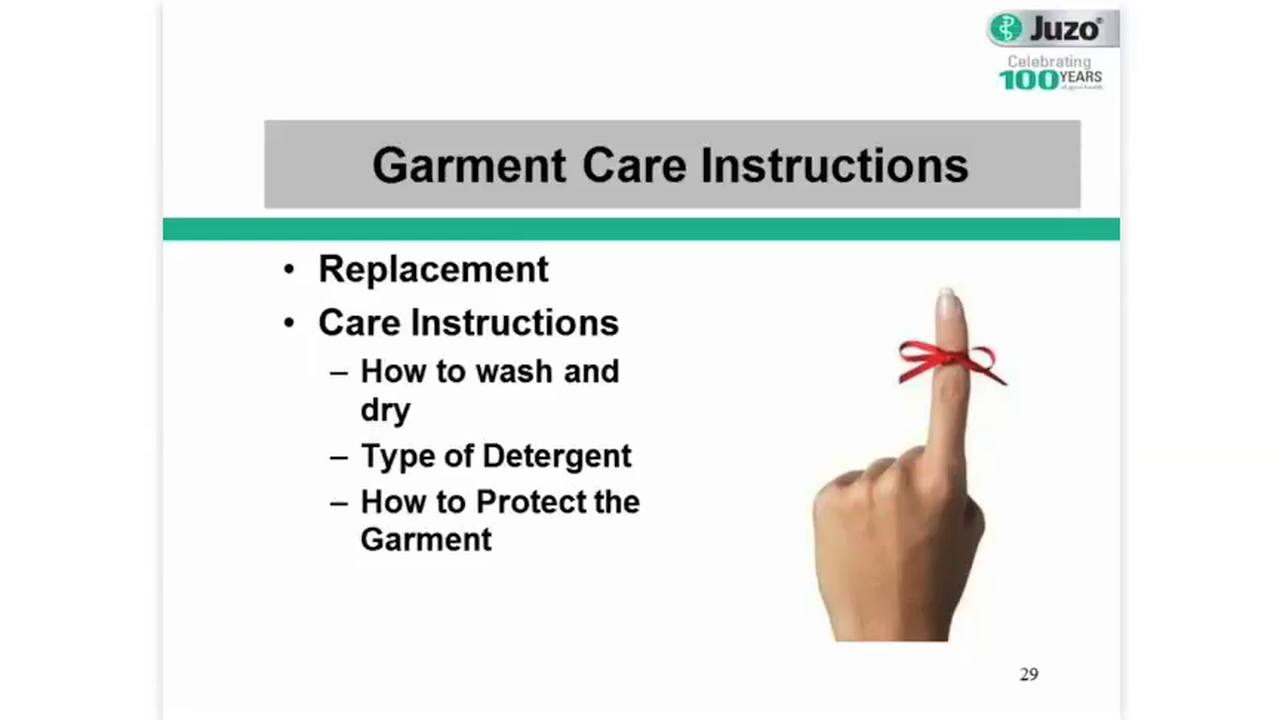 Juzo®
Celebrating
100 YEARS
Garment Care Instructions
• Replacement
• Care Instructions
– How to wash and
dry
– Type of Detergent
– How to Protect the
Garment
29